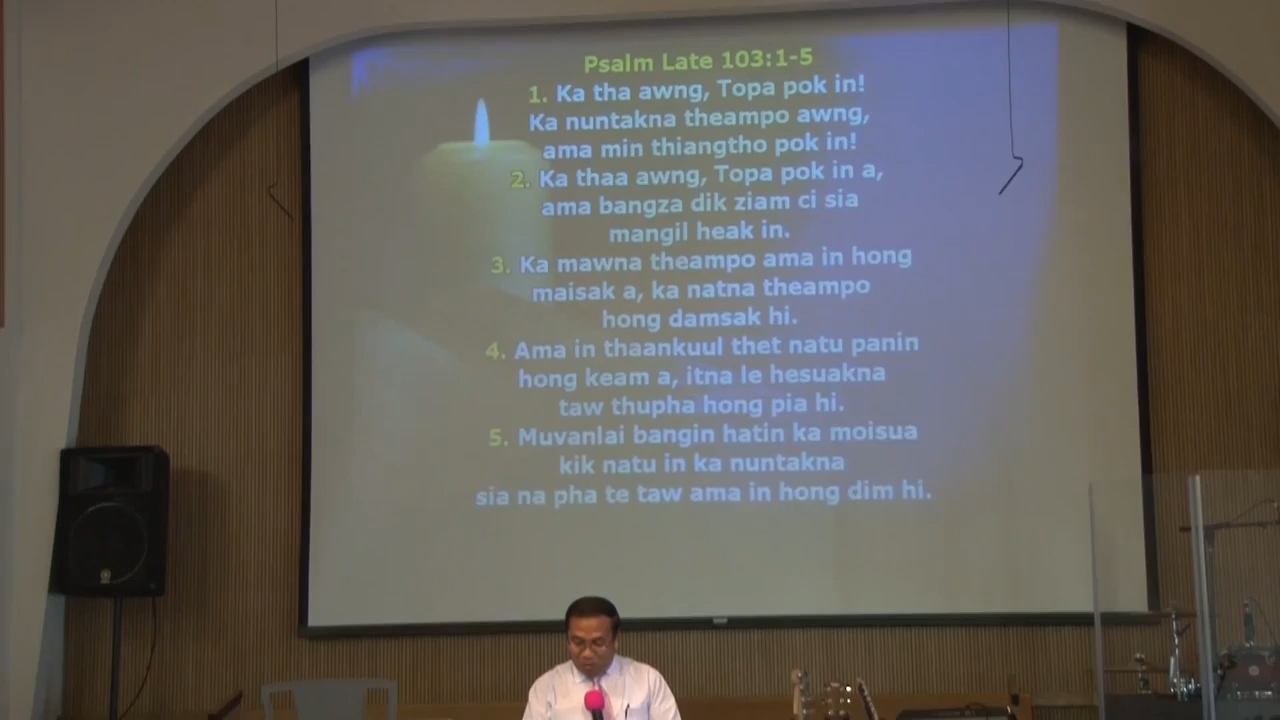 Psalm Late 103:1-5
1. Ka tha awng, Topa pok in!
Ka nuntakna theampo awng,
ama min thiangtho pok in!
2. Ka thaa awng, Topa pok in a,
ama bangza dik ziam ci sia
mangil heak in.
3. Ka mawna theampo ama in hong
maisak a, ka natna theampo
hong damsak hi.
4. Ama in thaankuul thet natu panin
hong keam a, itna le hesuakna
taw thupha hong pia hi.
5. Muvanlai bangin hatin ka moisua
kik natu in ka nuntakna
sia na pha te taw ama in hong dim hi.